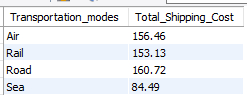 Transportation_modes Total_Shipping_Cost
Air 156.46
Rail 153.13
Road 160.72
Sea 84.49